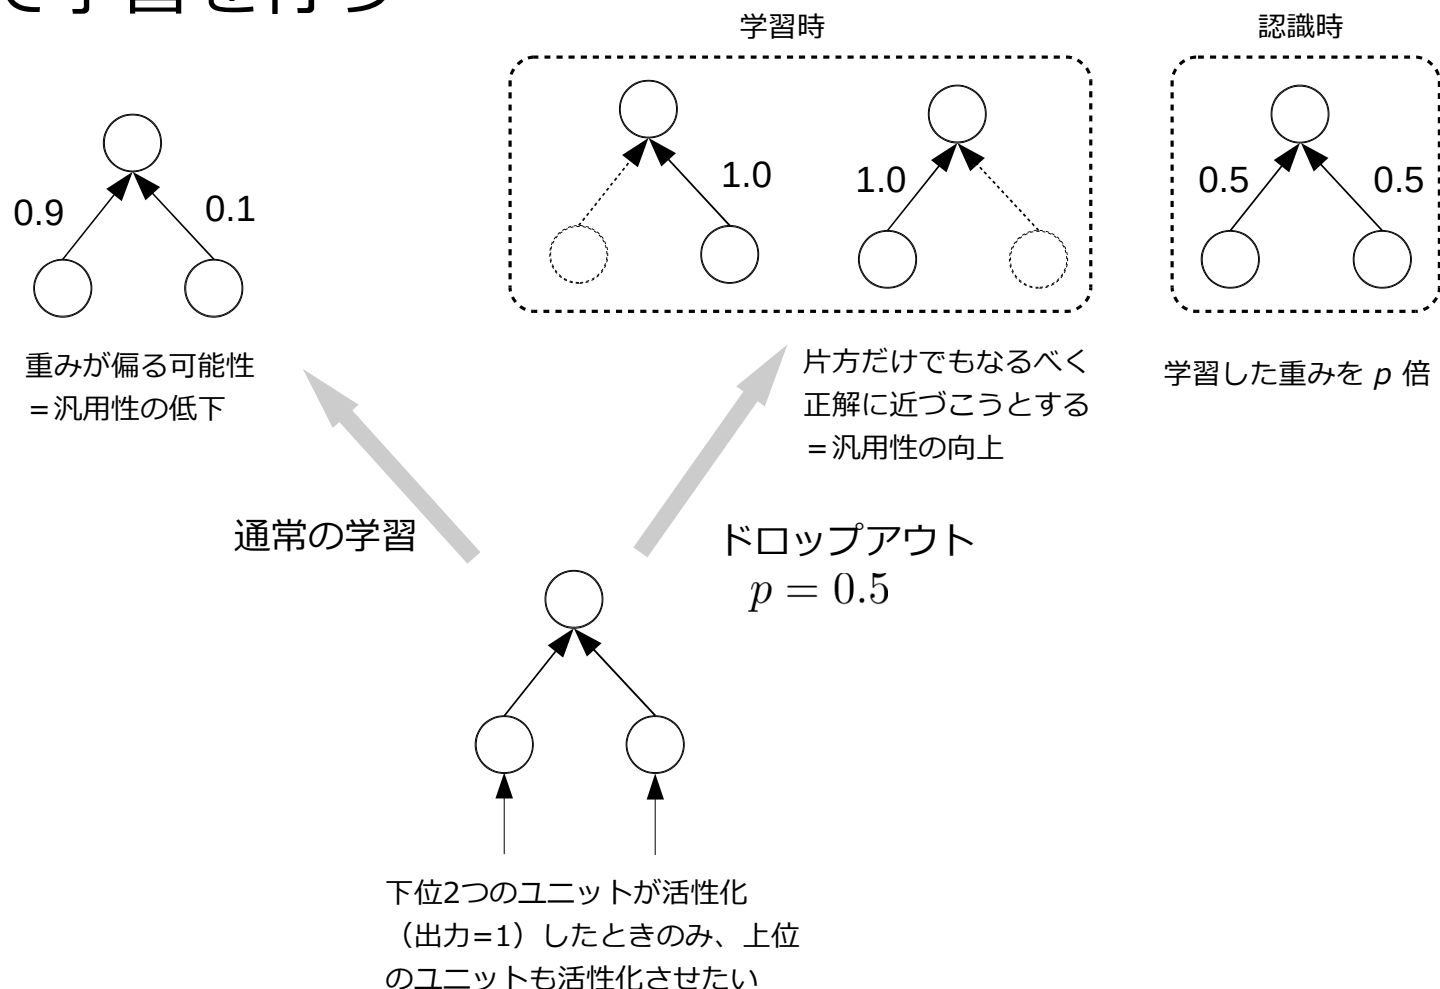 学習時
認識時
0.9
0.1
1.0
1.0
0.5
0.5
重みが偏る可能性
=汎用性の低下
片方だけでもなるべく
正解に近づこうとする
=汎用性の向上
学習した重みを p 倍
通常の学習
ドロップアウト
p = 0.5
下位2つのユニットが活性化
（出力=1）したときのみ、上位
のユニットも活性化させたい